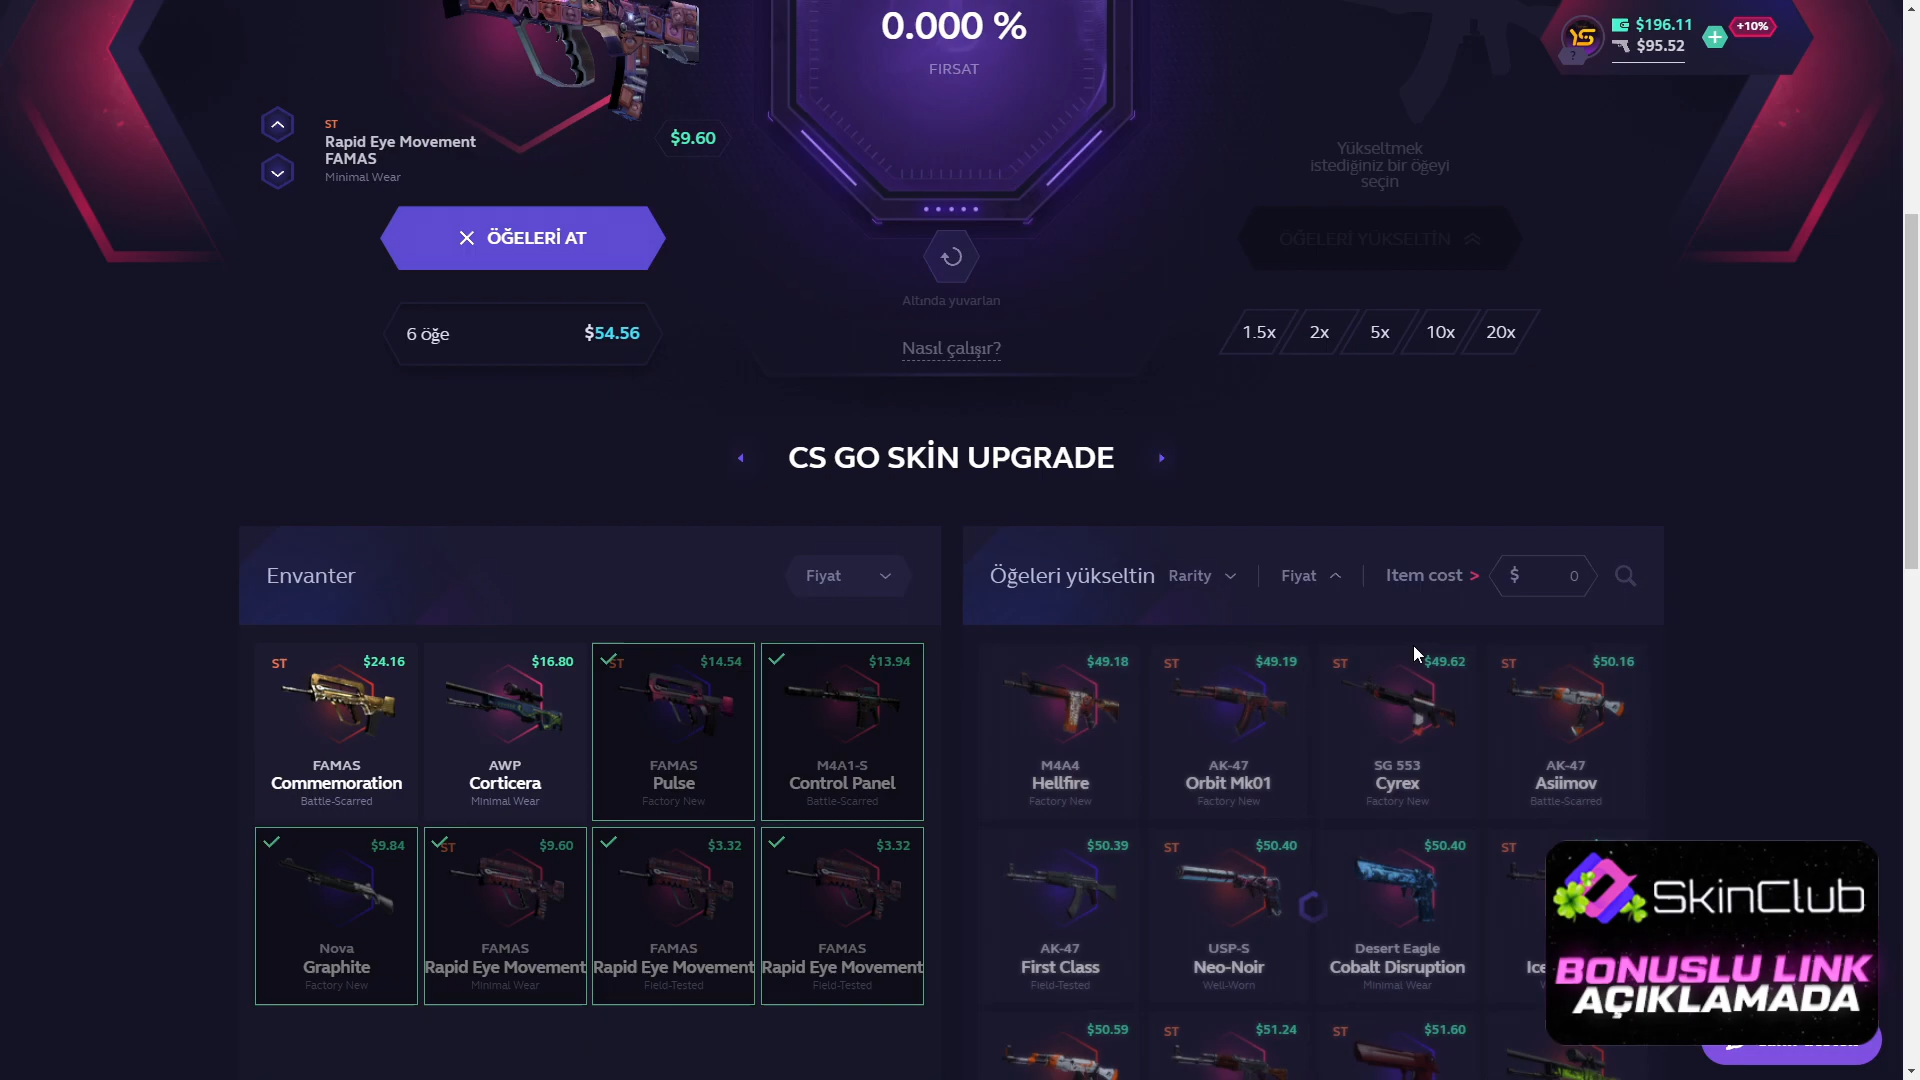 0.000 %
FIRSAT
$196.11
+10%
$95.52
?
ST
Rapid Eye Movement
FAMAS
Minimal Wear
$9.60
Yükseltmek
istediğiniz bir öğeyi
seçin
ÖĞELERİ AT
ÖĞELERİ YÜKSELTİN
Altında yuvarlan
6 öğe
$54.56
Nasıl çalışır?
1.5x
2x
5x
10x
20x
CS GO SKİN UPGRADE
Envanter
Fiyat
Öğeleri yükseltin
Rarity
Fiyat
Item cost >
$
0
ST
$24.16
FAMAS
Commemoration
Battle-Scarred
$16.80
AWP
Corticera
Minimal Wear
ST
$14.54
FAMAS
Pulse
Factory New
$13.94
M4A1-S
Control Panel
Battle-Scarred
$9.84
Nova
Graphite
Factory New
ST
$9.60
FAMAS
Rapid Eye Movement
Minimal Wear
$3.32
FAMAS
Rapid Eye Movement
Field-Tested
$3.32
FAMAS
Rapid Eye Movement
Field-Tested
$49.18
M4A4
Hellfire
Factory New
ST
$49.19
AK-47
Orbit Mk01
Factory New
ST
$49.62
SG 553
Cyrex
Factory New
ST
$50.16
AK-47
Asiimov
Battle-Scarred
$50.39
AK-47
First Class
Field-Tested
ST
$50.40
USP-S
Neo-Noir
Well-Worn
$50.40
Desert Eagle
Cobalt Disruption
Minimal Wear
ST
$50.59
ST
$51.24
ST
$51.60
SKINCLUB
BONUSLU LINK
AÇIKLAMADA